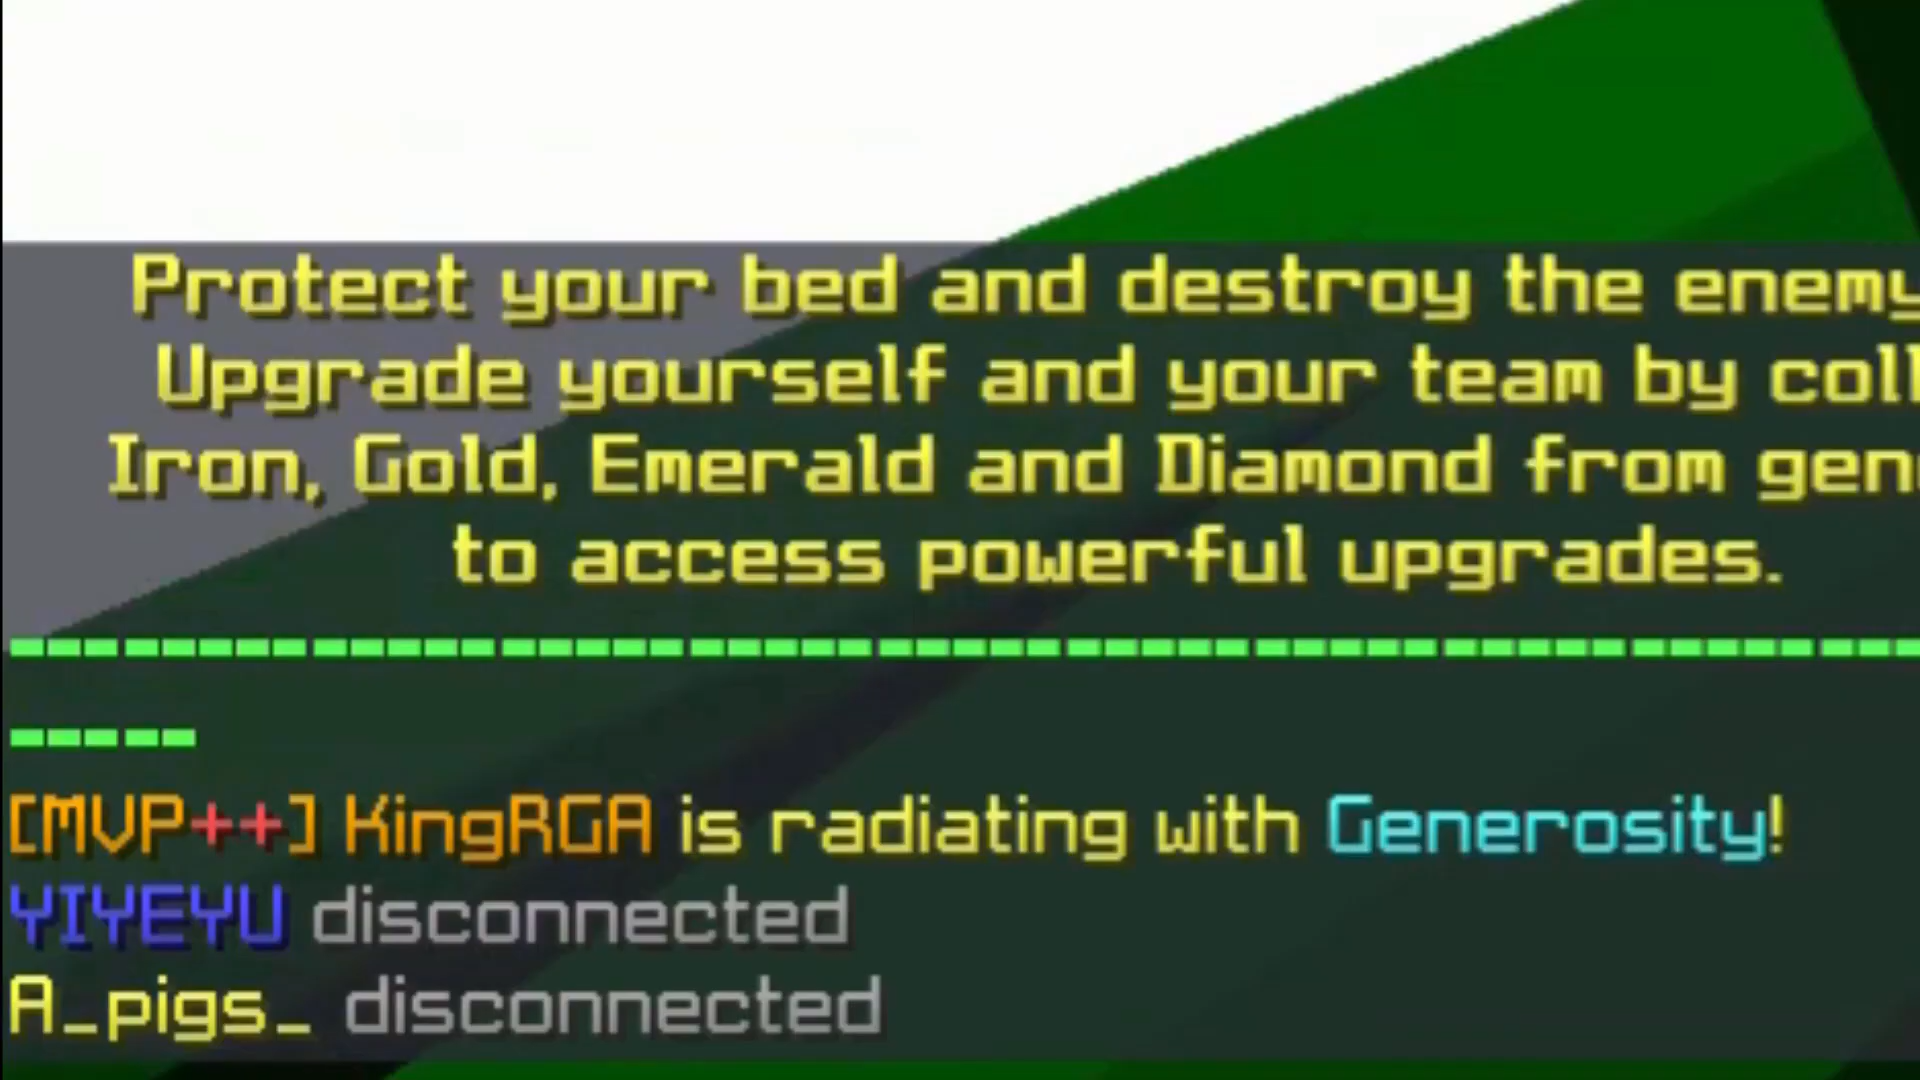 Protect your bed and destroy the enemy
Upgrade yourself and your team by coll
Iron, Gold, Emerald and Diamond from gen
to access powerful upgrades.
[MVP++] KingRGA is radiating with Generosity!
YIYEYU disconnected
A_pigs_ disconnected